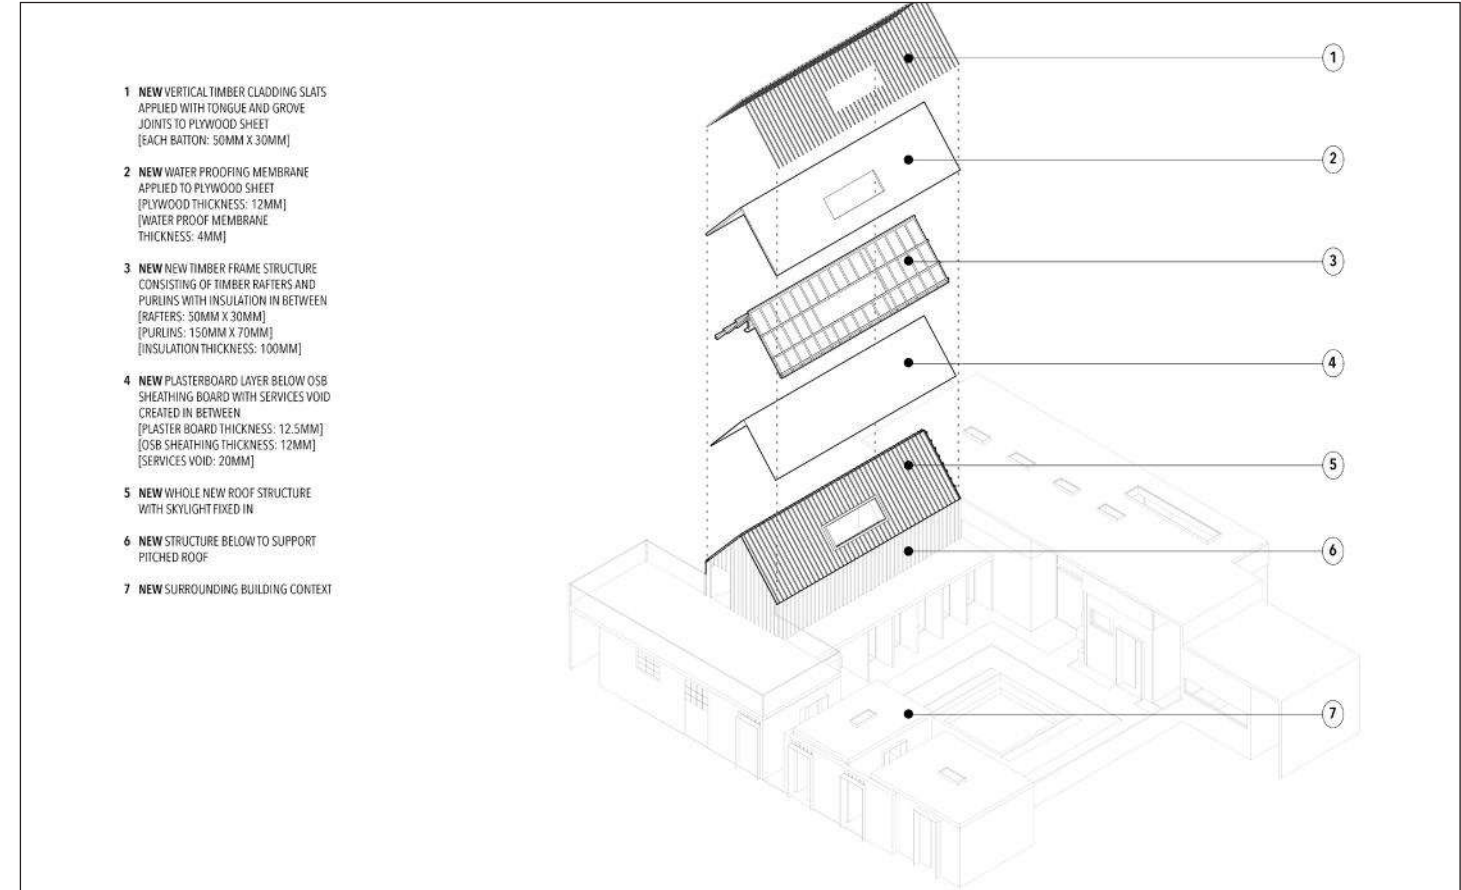 1 NEW VERTICAL TIMBER CLADDING SLATS
APPLIED WITH TONGUE AND GROVE
JOINTS TO PLYWOOD SHEET
[EACH BATTON: 50MM X 30MM]
2 NEW WATER PROOFING MEMBRANE
APPLIED TO PLYWOOD SHEET
[PLYWOOD THICKNESS: 12MM]
[WATER PROOF MEMBRANE
THICKNESS: 4MM]
3 NEW NEW TIMBER FRAME STRUCTURE
CONSISTING OF TIMBER RAFTERS AND
PURLINS WITH INSULATION IN BETWEEN
[RAFTERS: 50MM X 30MM]
[PURLINS: 150MM X 70MM]
[INSULATION THICKNESS: 100MM]
4 NEW PLASTERBOARD LAYER BELOW OSB
SHEATHING BOARD WITH SERVICES VOID
CREATED IN BETWEEN
[PLASTER BOARD THICKNESS: 12.5MM]
[OSB SHEATHING THICKNESS: 12MM]
[SERVICES VOID: 20MM]
5 NEW WHOLE NEW ROOF STRUCTURE
WITH SKYLIGHT FIXED IN
6 NEW STRUCTURE BELOW TO SUPPORT
PITCHED ROOF
7 NEW SURROUNDING BUILDING CONTEXT
1
2
3
4
5
6
7